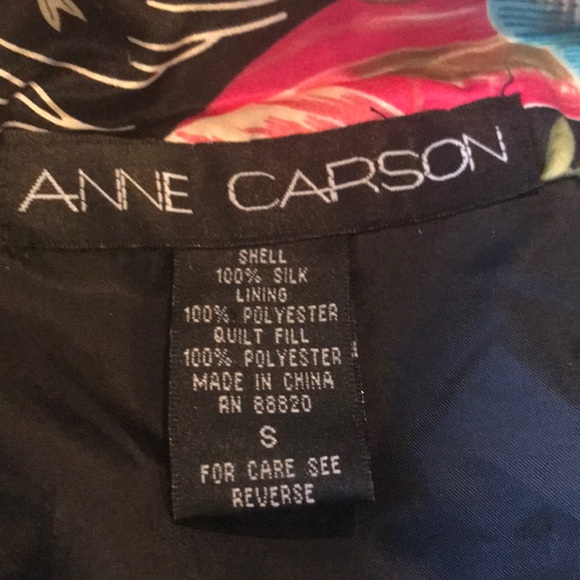 ANNE CARSON
SHELL
100% SILK
LINING
100% POLYESTER
QUILT FILL
100% POLYESTER
MADE IN CHINA
RN 88820
S
FOR CARE SEE
REVERSE